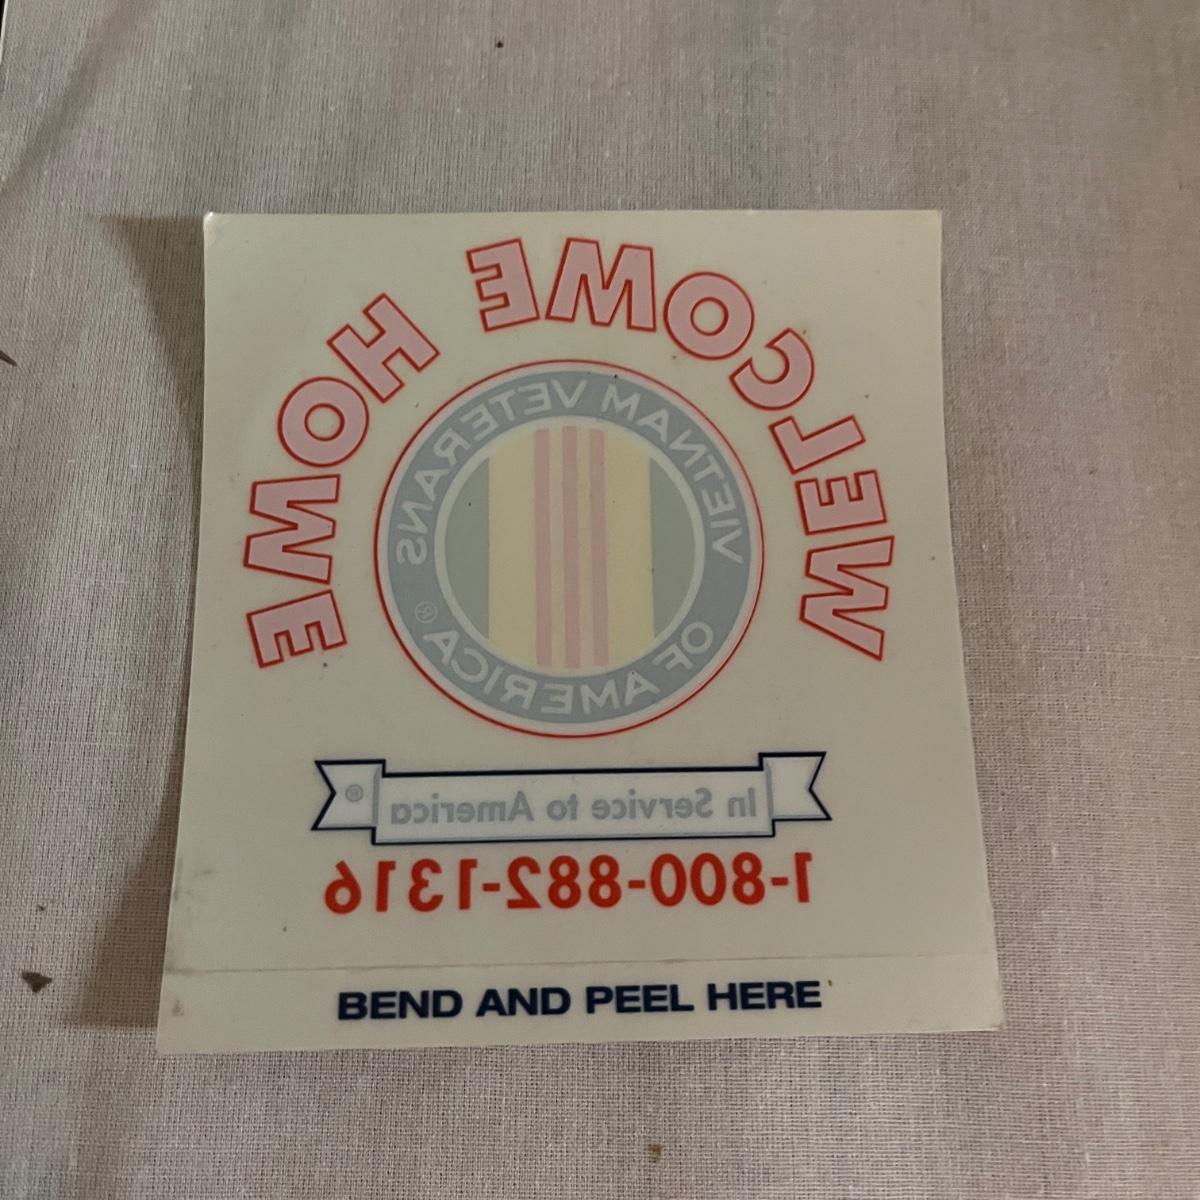 WELCOME HOME
VIETNAM VETERANS
OF AMERICA®
In Service to America ®
1-800-882-1316
BEND AND PEEL HERE